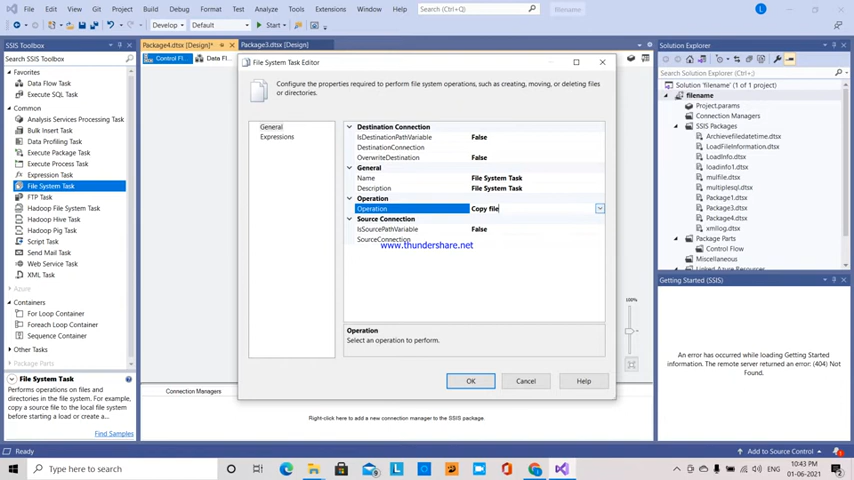 File Edit View Git Project Build Debug Format Test Analyze Tools Extensions Window Help Search (Ctrl+Q) filename L
Develop Default Start
SSIS Toolbox
Search SSIS Toolbox
Favorites
Data Flow Task
Execute SQL Task
Common
Analysis Services Processing Task
Bulk Insert Task
Data Profiling Task
Execute Package Task
Execute Process Task
Expression Task
File System Task
FTP Task
Hadoop File System Task
Hadoop Hive Task
Hadoop Pig Task
Script Task
Send Mail Task
Web Service Task
XML Task
Azure
Containers
For Loop Container
Foreach Loop Container
Sequence Container
Other Tasks
Package Parts
File System Task
Performs operations on files and
directories in the file system. For
example, copy a source file to the local file system
before starting a load or create a...
Find Samples
Package4.dtsx [Design]* Package3.dtsx [Design]
Control Fl... Data Fl
File System Task Editor
Configure the properties required to perform file system operations, such as creating, moving, or deleting files
or directories.
General
Expressions
Destination Connection
IsDestinationPathVariable False
DestinationConnection
OverwriteDestination False
General
Name File System Task
Description File System Task
Operation
Operation Copy file
Source Connection
IsSourcePathVariable False
SourceConnection
www.thundershare.net
Operation
Select an operation to perform.
OK Cancel Help
100%
Connection Managers
Right-click here to add a new connection manager to the SSIS package.
Solution Explorer
Search Solution Explorer (Ctrl+;)
Solution 'filename' (1 of 1 project)
filename
Project.params
Connection Managers
SSIS Packages
Archievefiledatetime.dtsx
LoadFileInformation.dtsx
LoadInfo.dtsx
loadinfo1.dtsx
mulfile.dtsx
multiplesql.dtsx
Package1.dtsx
Package3.dtsx
Package4.dtsx
xmllog.dtsx
Package Parts
Control Flow
Miscellaneous
Linked Azure Resources
Getting Started (SSIS)
An error has occurred while loading Getting Started
information. The remote server returned an error: (404) Not
Found.
Ready Add to Source Control
Type here to search ENG 10:43 PM
01-06-2021